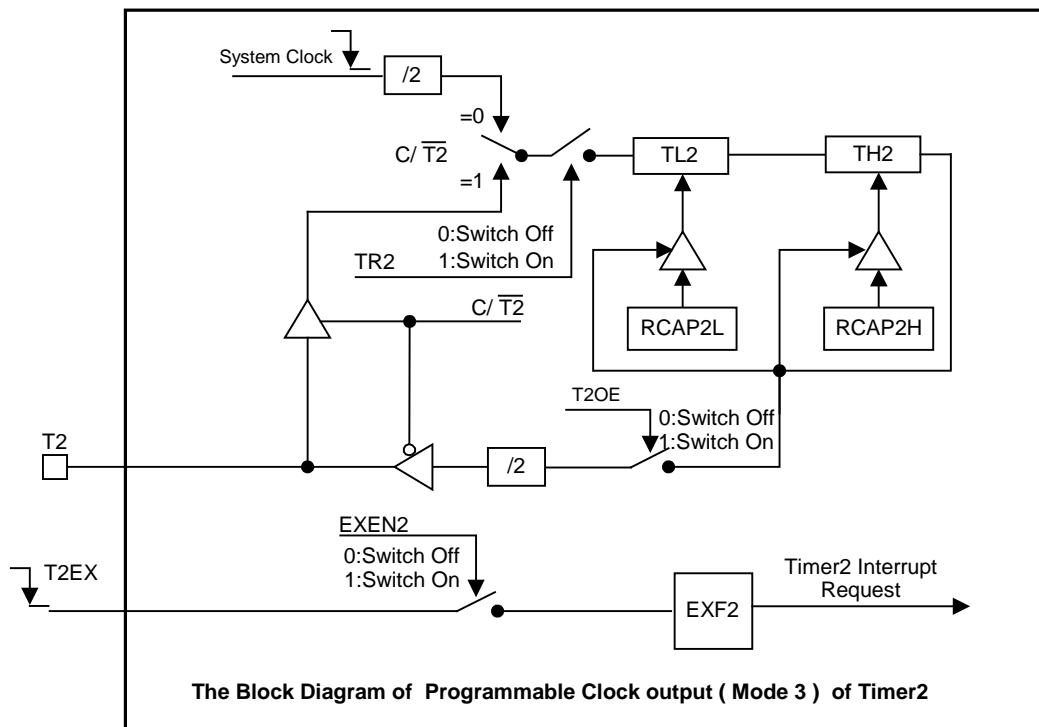 System Clock
/2
=0
C/ T2
=1
TL2
TH2
0:Switch Off
1:Switch On
TR2
C/ T2
RCAP2L
RCAP2H
T2OE
0:Switch Off
1:Switch On
T2
/2
EXEN2
0:Switch Off
1:Switch On
T2EX
EXF2
Timer2 Interrupt
Request
The Block Diagram of Programmable Clock output ( Mode 3 ) of Timer2